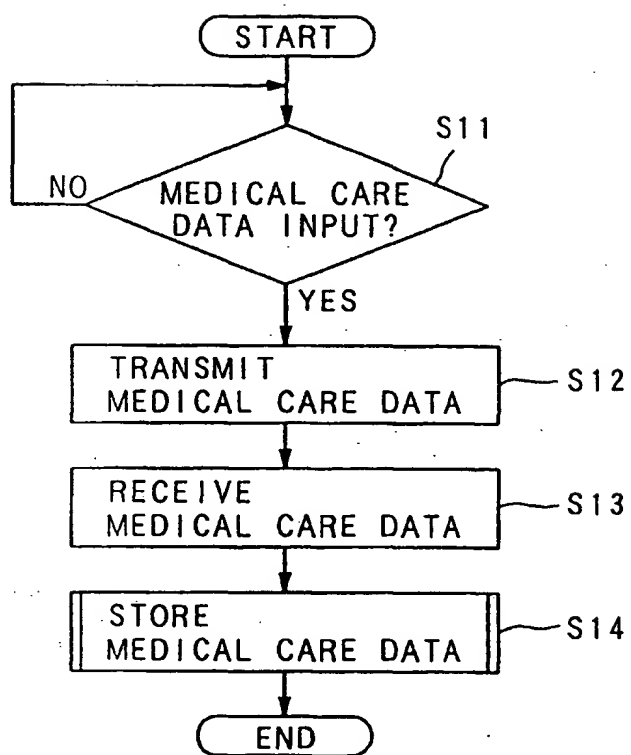 START
S11
NO
MEDICAL CARE
DATA INPUT?
YES
TRANSMIT
MEDICAL CARE DATA
S12
RECEIVE
MEDICAL CARE DATA
S13
STORE
MEDICAL CARE DATA
S14
END